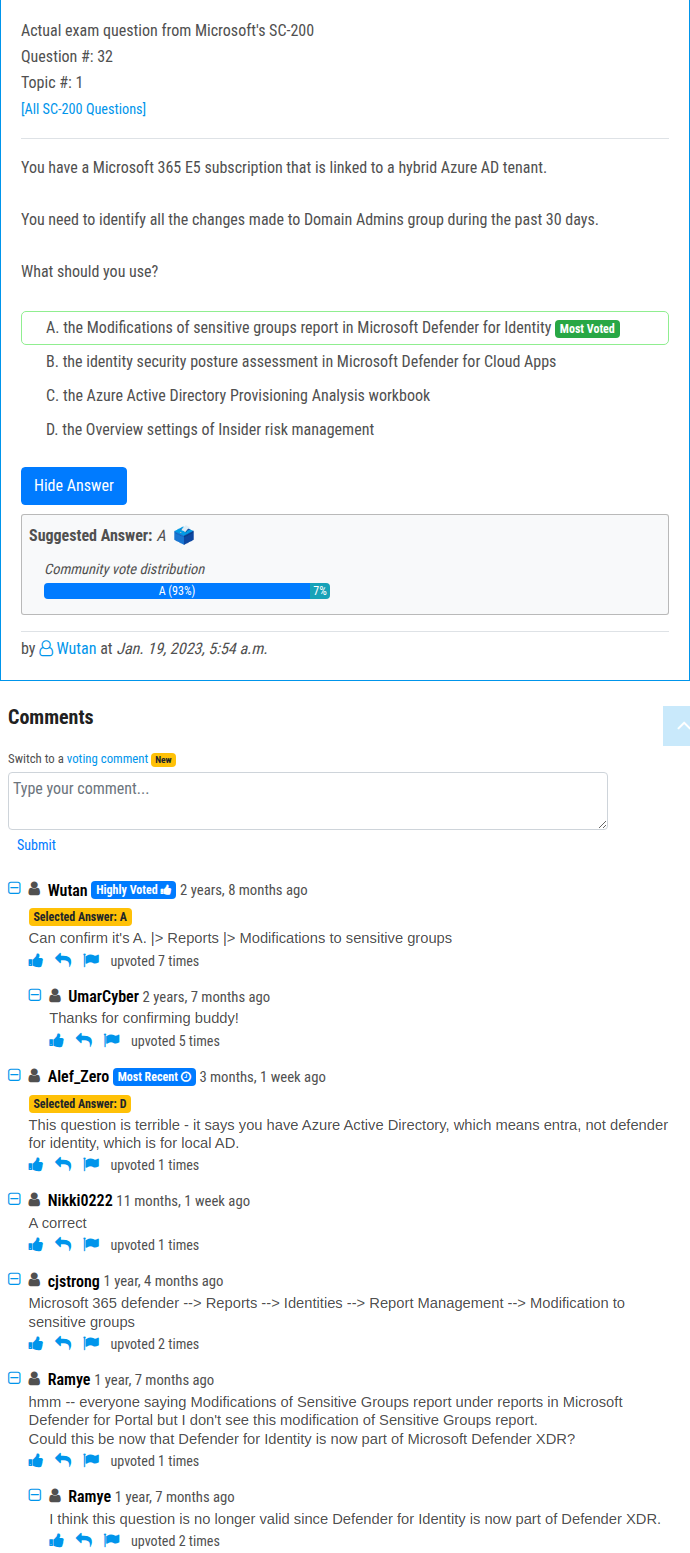 Actual exam question from Microsoft's SC-200
Question #: 32
Topic #: 1
[All SC-200 Questions]
You have a Microsoft 365 E5 subscription that is linked to a hybrid Azure AD tenant.
You need to identify all the changes made to Domain Admins group during the past 30 days.
What should you use?
A. the Modifications of sensitive groups report in Microsoft Defender for Identity Most Voted
B. the identity security posture assessment in Microsoft Defender for Cloud Apps
C. the Azure Active Directory Provisioning Analysis workbook
D. the Overview settings of Insider risk management
Hide Answer
Suggested Answer: A
Community vote distribution
A (93%) 7%
by Wutan at Jan. 19, 2023, 5:54 a.m.
Comments
Switch to a voting comment New
Type your comment...
Submit
Wutan Highly Voted 2 years, 8 months ago
Selected Answer: A
Can confirm it's A. |> Reports |> Modifications to sensitive groups
upvoted 7 times
UmarCyber 2 years, 7 months ago
Thanks for confirming buddy!
upvoted 5 times
Alef_Zero Most Recent 3 months, 1 week ago
Selected Answer: D
This question is terrible - it says you have Azure Active Directory, which means entra, not defender
for identity, which is for local AD.
upvoted 1 times
Nikki0222 11 months, 1 week ago
A correct
upvoted 1 times
cjstrong 1 year, 4 months ago
Microsoft 365 defender --> Reports --> Identities --> Report Management --> Modification to
sensitive groups
upvoted 2 times
Ramye 1 year, 7 months ago
hmm -- everyone saying Modifications of Sensitive Groups report under reports in Microsoft
Defender for Portal but I don't see this modification of Sensitive Groups report.
Could this be now that Defender for Identity is now part of Microsoft Defender XDR?
upvoted 1 times
Ramye 1 year, 7 months ago
I think this question is no longer valid since Defender for Identity is now part of Defender XDR.
upvoted 2 times